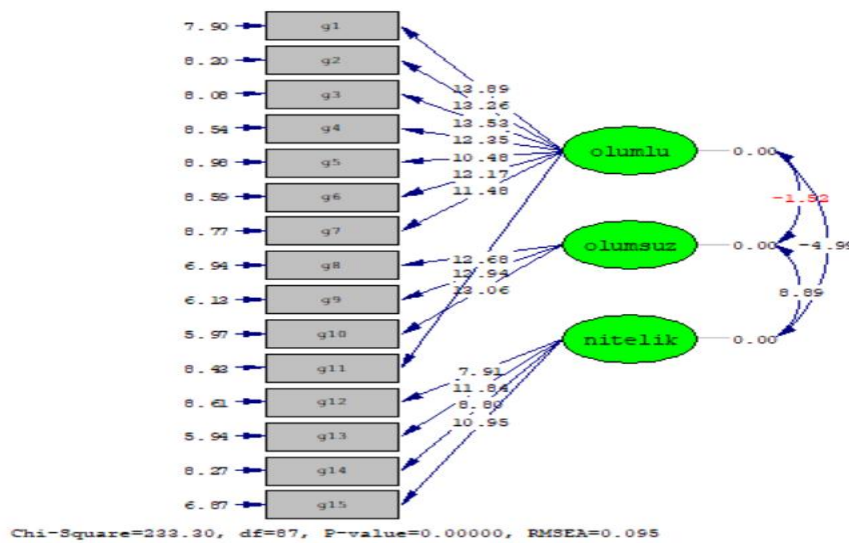 7.90 g1
8.20 g2
8.08 g3
8.54 g4
8.98 g5
8.59 g6
8.77 g7
6.94 g8
6.13 g9
5.97 g10
8.43 g11
8.61 g12
5.94 g13
8.27 g14
6.87 g15
13.89
13.26
13.53
12.35
10.48
12.17
11.48
12.68
12.94
13.06
7.91
11.84
8.80
10.95
olumlu 0.00
olumsuz 0.00
nitelik 0.00
-1.52
-4.99
8.89
Chi-Square=233.30, df=87, P-value=0.00000, RMSEA=0.095